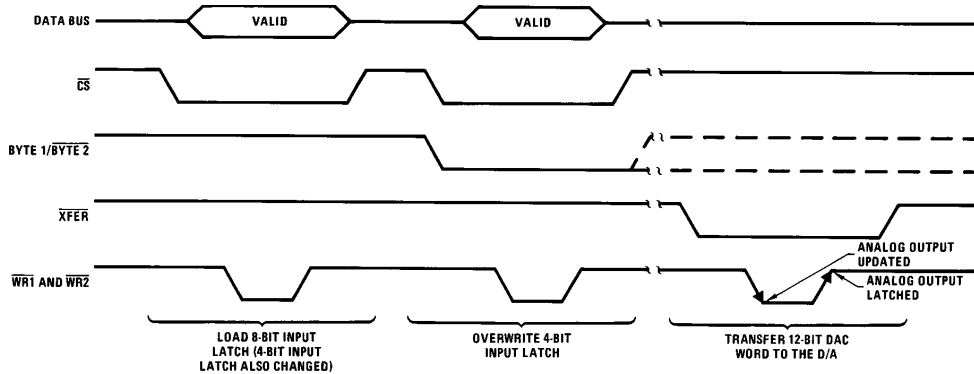 DATA BUS
VALID
VALID
CS
BYTE 1/BYTE 2
XFER
WR1 AND WR2
ANALOG OUTPUT
UPDATED
ANALOG OUTPUT
LATCHED
LOAD 8-BIT INPUT
LATCH (4-BIT INPUT
LATCH ALSO CHANGED)
OVERWRITE 4-BIT
INPUT LATCH
TRANSFER 12-BIT DAC
WORD TO THE D/A